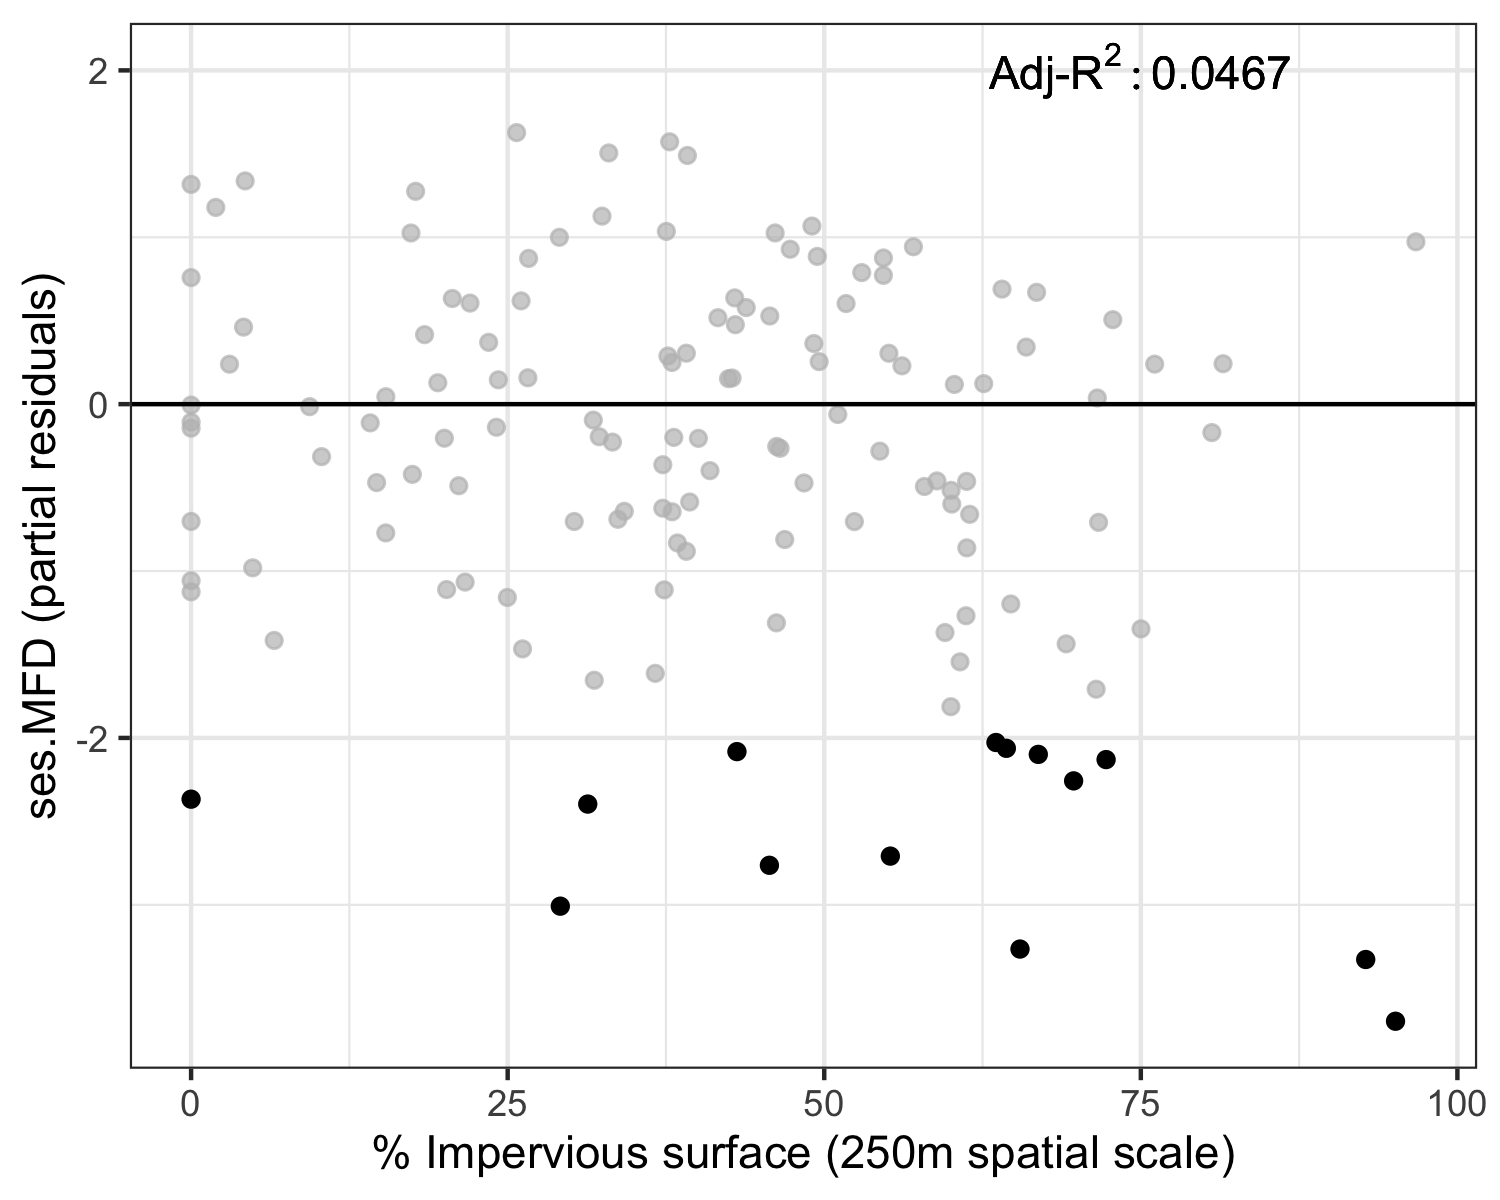 Adj-R²:0.0467
2
0
-2
ses.MFD (partial residuals)
0 25 50 75 100
% Impervious surface (250m spatial scale)